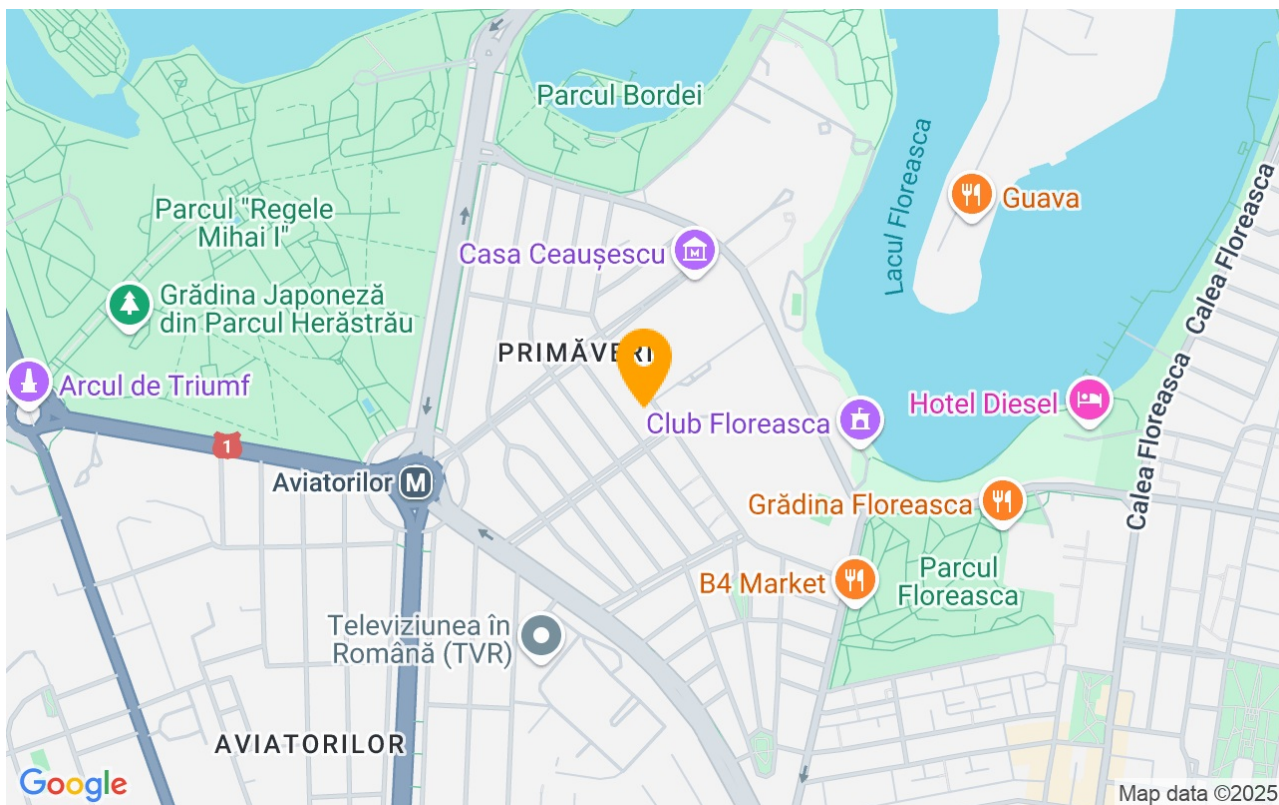 Parcul Bordei
Parcul "Regele
Mihai I"
Lacul Floreasca
Guava
Calea Floreasca
Casa Ceaușescu
Grădina Japoneză
din Parcul Herăstrău
PRIMĂVERI
Arcul de Triumf
Club Floreasca
Hotel Diesel
Calea Floreasca
1
Aviatorilor M
Grădina Floreasca
B4 Market
Parcul
Floreasca
Televiziunea în
Română (TVR)
AVIATORILOR
Google
Map data ©2025